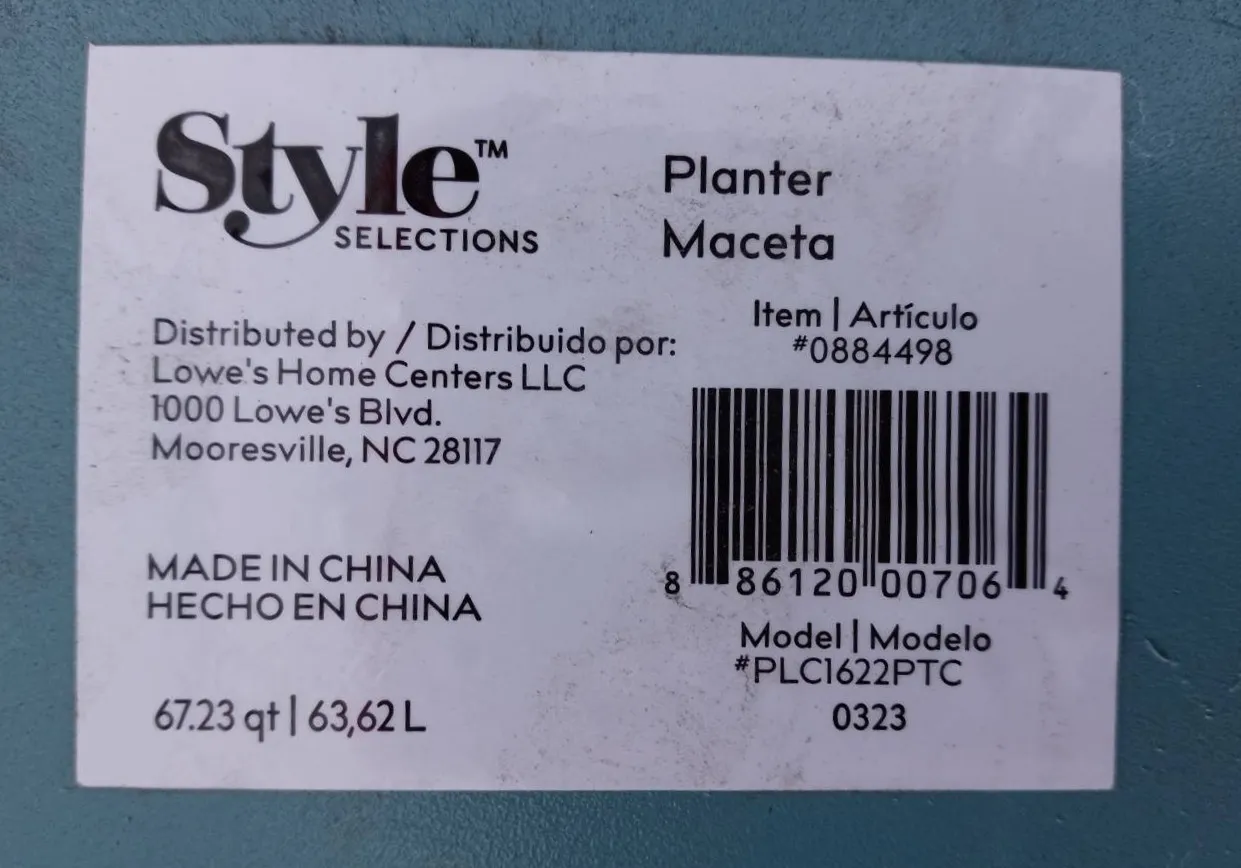 Style™
SELECTIONS
Planter
Maceta
Distributed by / Distribuido por:
Lowe's Home Centers LLC
1000 Lowe's Blvd.
Mooresville, NC 28117
MADE IN CHINA
HECHO EN CHINA
67.23 qt | 63,62 L
Item | Artículo
#0884498
8 86120 00706 4
Model | Modelo
#PLC1622PTC
0323